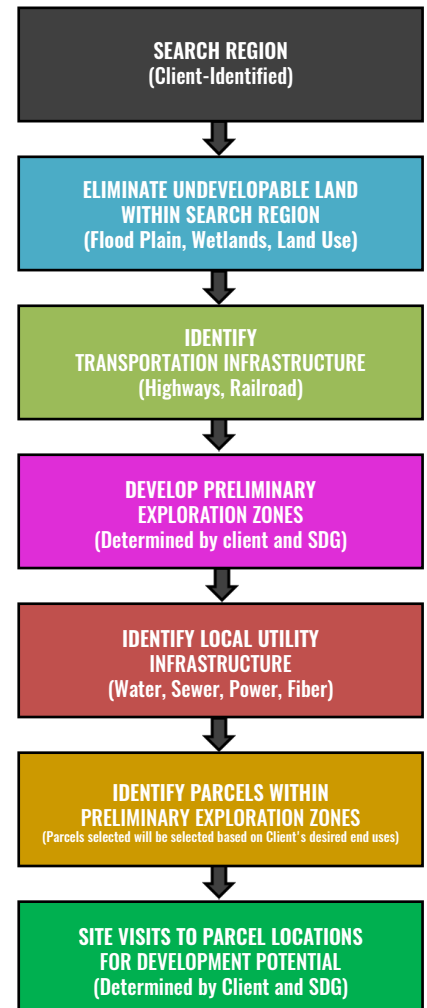 SEARCH REGION
(Client-Identified)
ELIMINATE UNDEVELOPABLE LAND
WITHIN SEARCH REGION
(Flood Plain, Wetlands, Land Use)
IDENTIFY
TRANSPORTATION INFRASTRUCTURE
(Highways, Railroad)
DEVELOP PRELIMINARY
EXPLORATION ZONES
(Determined by client and SDG)
IDENTIFY LOCAL UTILITY
INFRASTRUCTURE
(Water, Sewer, Power, Fiber)
IDENTIFY PARCELS WITHIN
PRELIMINARY EXPLORATION ZONES
(Parcels selected will be selected based on Client's desired end uses)
SITE VISITS TO PARCEL LOCATIONS
FOR DEVELOPMENT POTENTIAL
(Determined by Client and SDG)